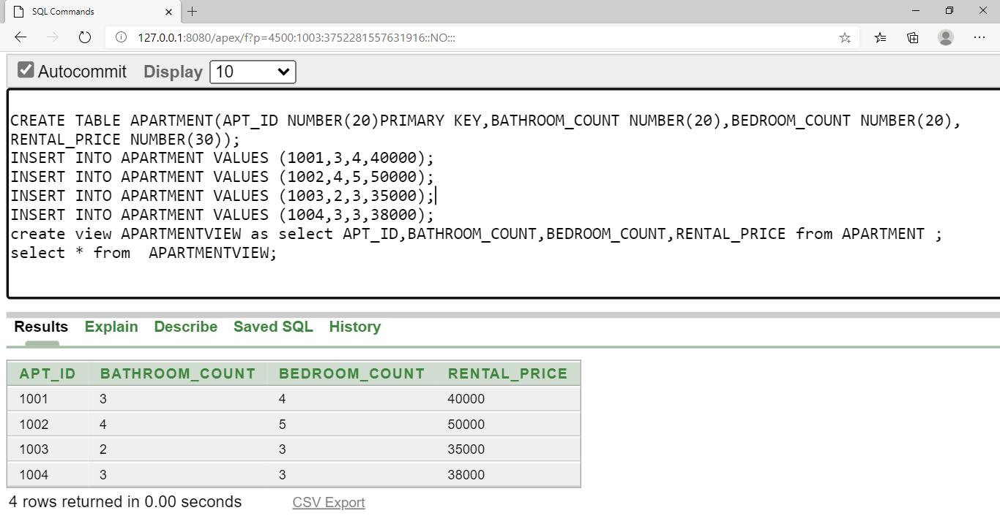 SQL Commands
127.0.0.1:8080/apex/f?p=4500:1003:3752281557631916::NO:::
Autocommit Display 10
CREATE TABLE APARTMENT(APT_ID NUMBER(20)PRIMARY KEY,BATHROOM_COUNT NUMBER(20),BEDROOM_COUNT NUMBER(20),
RENTAL_PRICE NUMBER(30));
INSERT INTO APARTMENT VALUES (1001,3,4,40000);
INSERT INTO APARTMENT VALUES (1002,4,5,50000);
INSERT INTO APARTMENT VALUES (1003,2,3,35000);
INSERT INTO APARTMENT VALUES (1004,3,3,38000);
create view APARTMENTVIEW as select APT_ID,BATHROOM_COUNT,BEDROOM_COUNT,RENTAL_PRICE from APARTMENT ;
select * from  APARTMENTVIEW;
Results Explain Describe Saved SQL History
APT_ID BATHROOM_COUNT BEDROOM_COUNT RENTAL_PRICE
1001 3 4 40000
1002 4 5 50000
1003 2 3 35000
1004 3 3 38000
4 rows returned in 0.00 seconds CSV Export